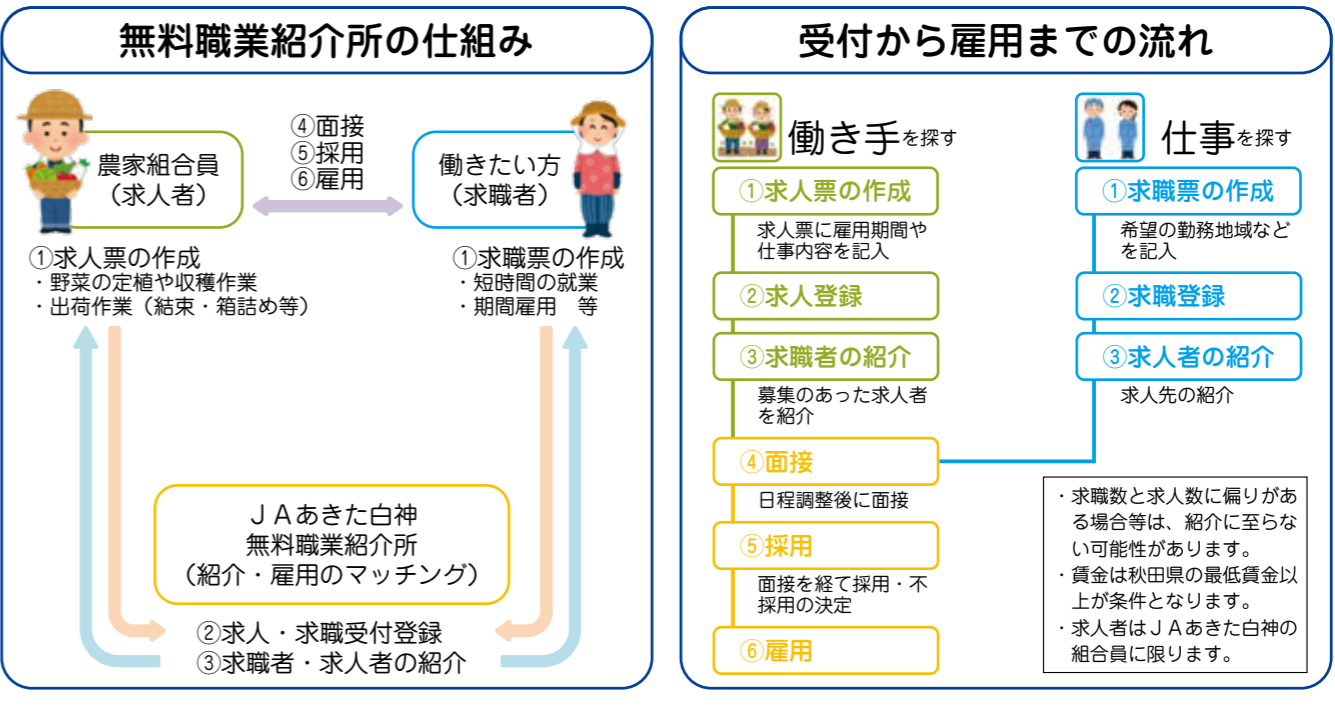 無料職業紹介所の仕組み
農家組合員
（求人者）
④面接
⑤採用
⑥雇用
働きたい方
（求職者）
①求人票の作成
・野菜の定植や収穫作業
・出荷作業（結束・箱詰め等）
①求職票の作成
・短時間の就業
・期間雇用　等
ＪＡあきた白神
無料職業紹介所
（紹介・雇用のマッチング）
②求人・求職受付登録
③求職者・求人者の紹介
受付から雇用までの流れ
働き手を探す
①求人票の作成
求人票に雇用期間や
仕事内容を記入
②求人登録
③求職者の紹介
募集のあった求人者
を紹介
④面接
日程調整後に面接
⑤採用
面接を経て採用・不
採用の決定
⑥雇用
仕事を探す
①求職票の作成
希望の勤務地域など
を記入
②求職登録
③求人者の紹介
求人先の紹介
・求職数と求人数に偏りがあ
る場合等は、紹介に至らな
い可能性があります。
・賃金は秋田県の最低賃金以
上が条件となります。
・求人者はＪＡあきた白神の
組合員に限ります。